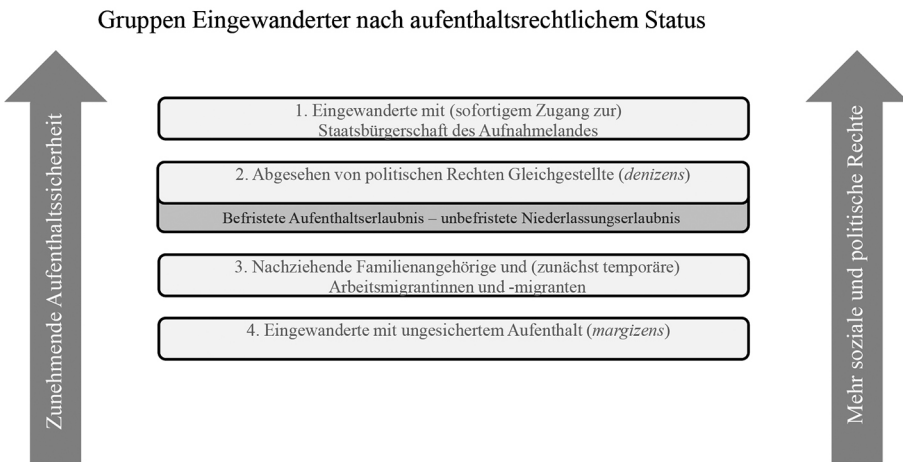 Gruppen Eingewanderter nach aufenthaltsrechtlichem Status
Zunehmende Aufenthaltssicherheit
1. Eingewanderte mit (sofortigem Zugang zur)
Staatsbürgerschaft des Aufnahmelandes
2. Abgesehen von politischen Rechten Gleichgestellte (denizens)
Befristete Aufenthaltserlaubnis – unbefristete Niederlassungserlaubnis
3. Nachziehende Familienangehörige und (zunächst temporäre)
Arbeitsmigrantinnen und -migranten
4. Eingewanderte mit ungesichertem Aufenthalt (margizens)
Mehr soziale und politische Rechte